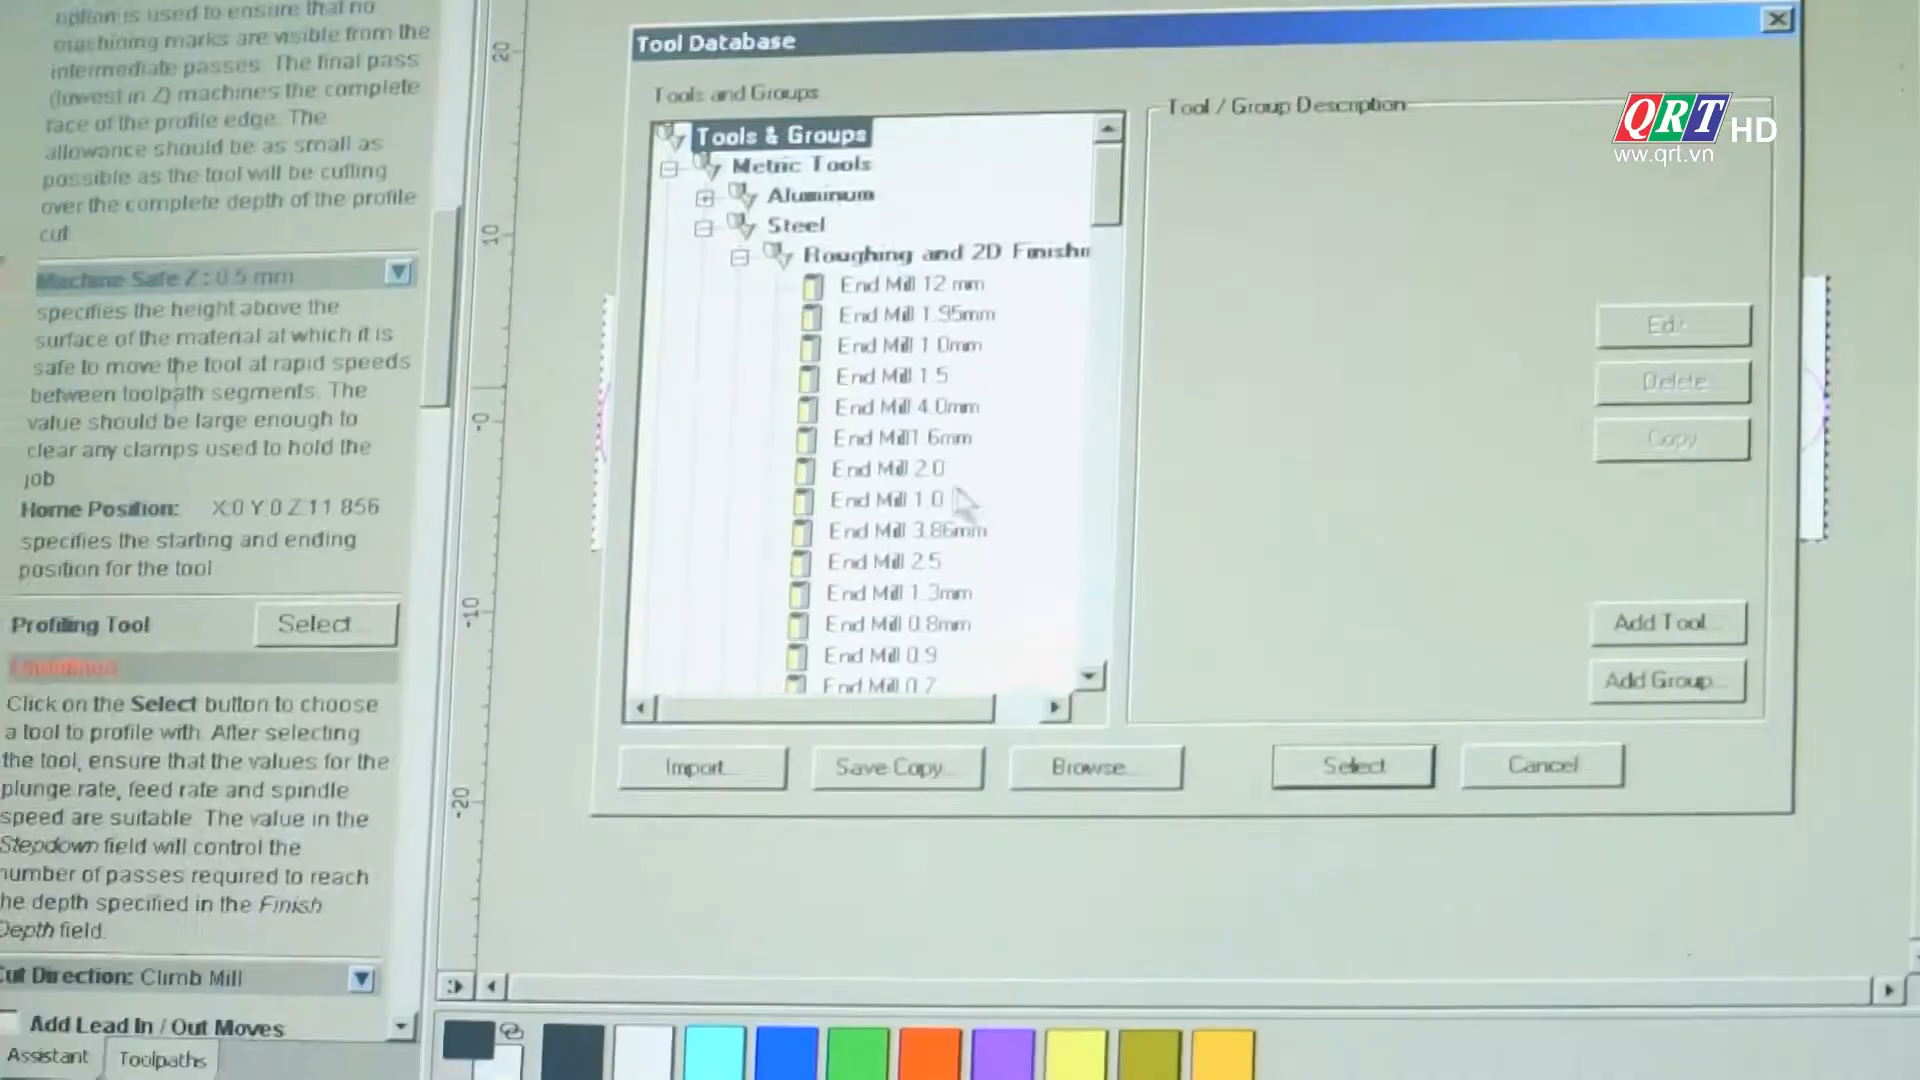 option is used to ensure that no
machining marks are visible from the
intermediate passes. The final pass
(lowest in Z) machines the complete
face of the profile edge. The
allowance should be as small as
possible as the tool will be cutting
over the complete depth of the profile
cut
Machine Safe Z : 0.5 mm
specifies the height above the
surface of the material at which it is
safe to move the tool at rapid speeds
between toolpath segments. The
value should be large enough to
clear any clamps used to hold the
job
Home Position: X:0 Y:0 Z:11.856
specifies the starting and ending
position for the tool
Profiling Tool Select...
Undefined
Click on the Select button to choose
a tool to profile with. After selecting
the tool, ensure that the values for the
plunge rate, feed rate and spindle
speed are suitable. The value in the
Stepdown field will control the
number of passes required to reach
the depth specified in the Finish
Depth field.
Cut Direction: Climb Mill
Add Lead In / Out Moves
Assistant Toolpaths
20
10
-0
-10
-20
Tool Database
Tools and Groups
Tools & Groups
Metric Tools
Aluminum
Steel
Roughing and 2D Finishi
End Mill 12 mm
End Mill 1.95mm
End Mill 1.0mm
End Mill 1.5
End Mill 4.0mm
End Mill1.6mm
End Mill 2.0
End Mill 1.0
End Mill 3.86mm
End Mill 2.5
End Mill 1.3mm
End Mill 0.8mm
End Mill 0.9
End Mill 0.7
Tool / Group Description
Edit...
Delete
Copy
Add Tool...
Add Group...
Import... Save Copy... Browse... Select Cancel
QRT HD
ww.qrt.vn